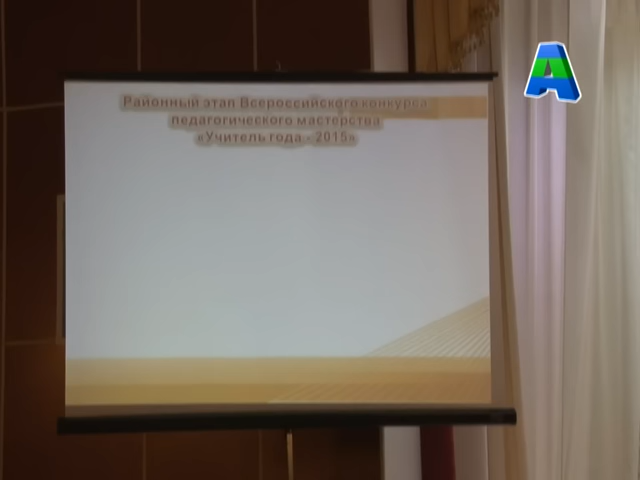 Районный этап Всероссийского конкурса
педагогического мастерства
«Учитель года - 2015»
А